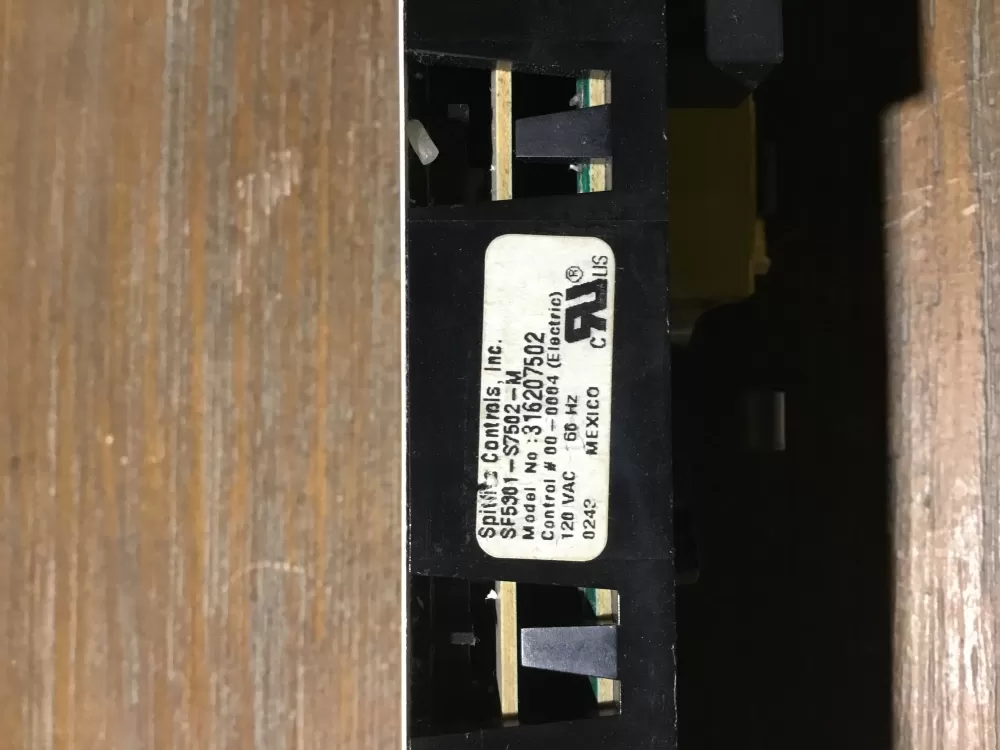 Controls, Inc.
SF5301-S7502-M
Model No:316207502
Control # 00-0004 (Electric)
120 VAC 60 Hz
0243 MEXICO
C US ®